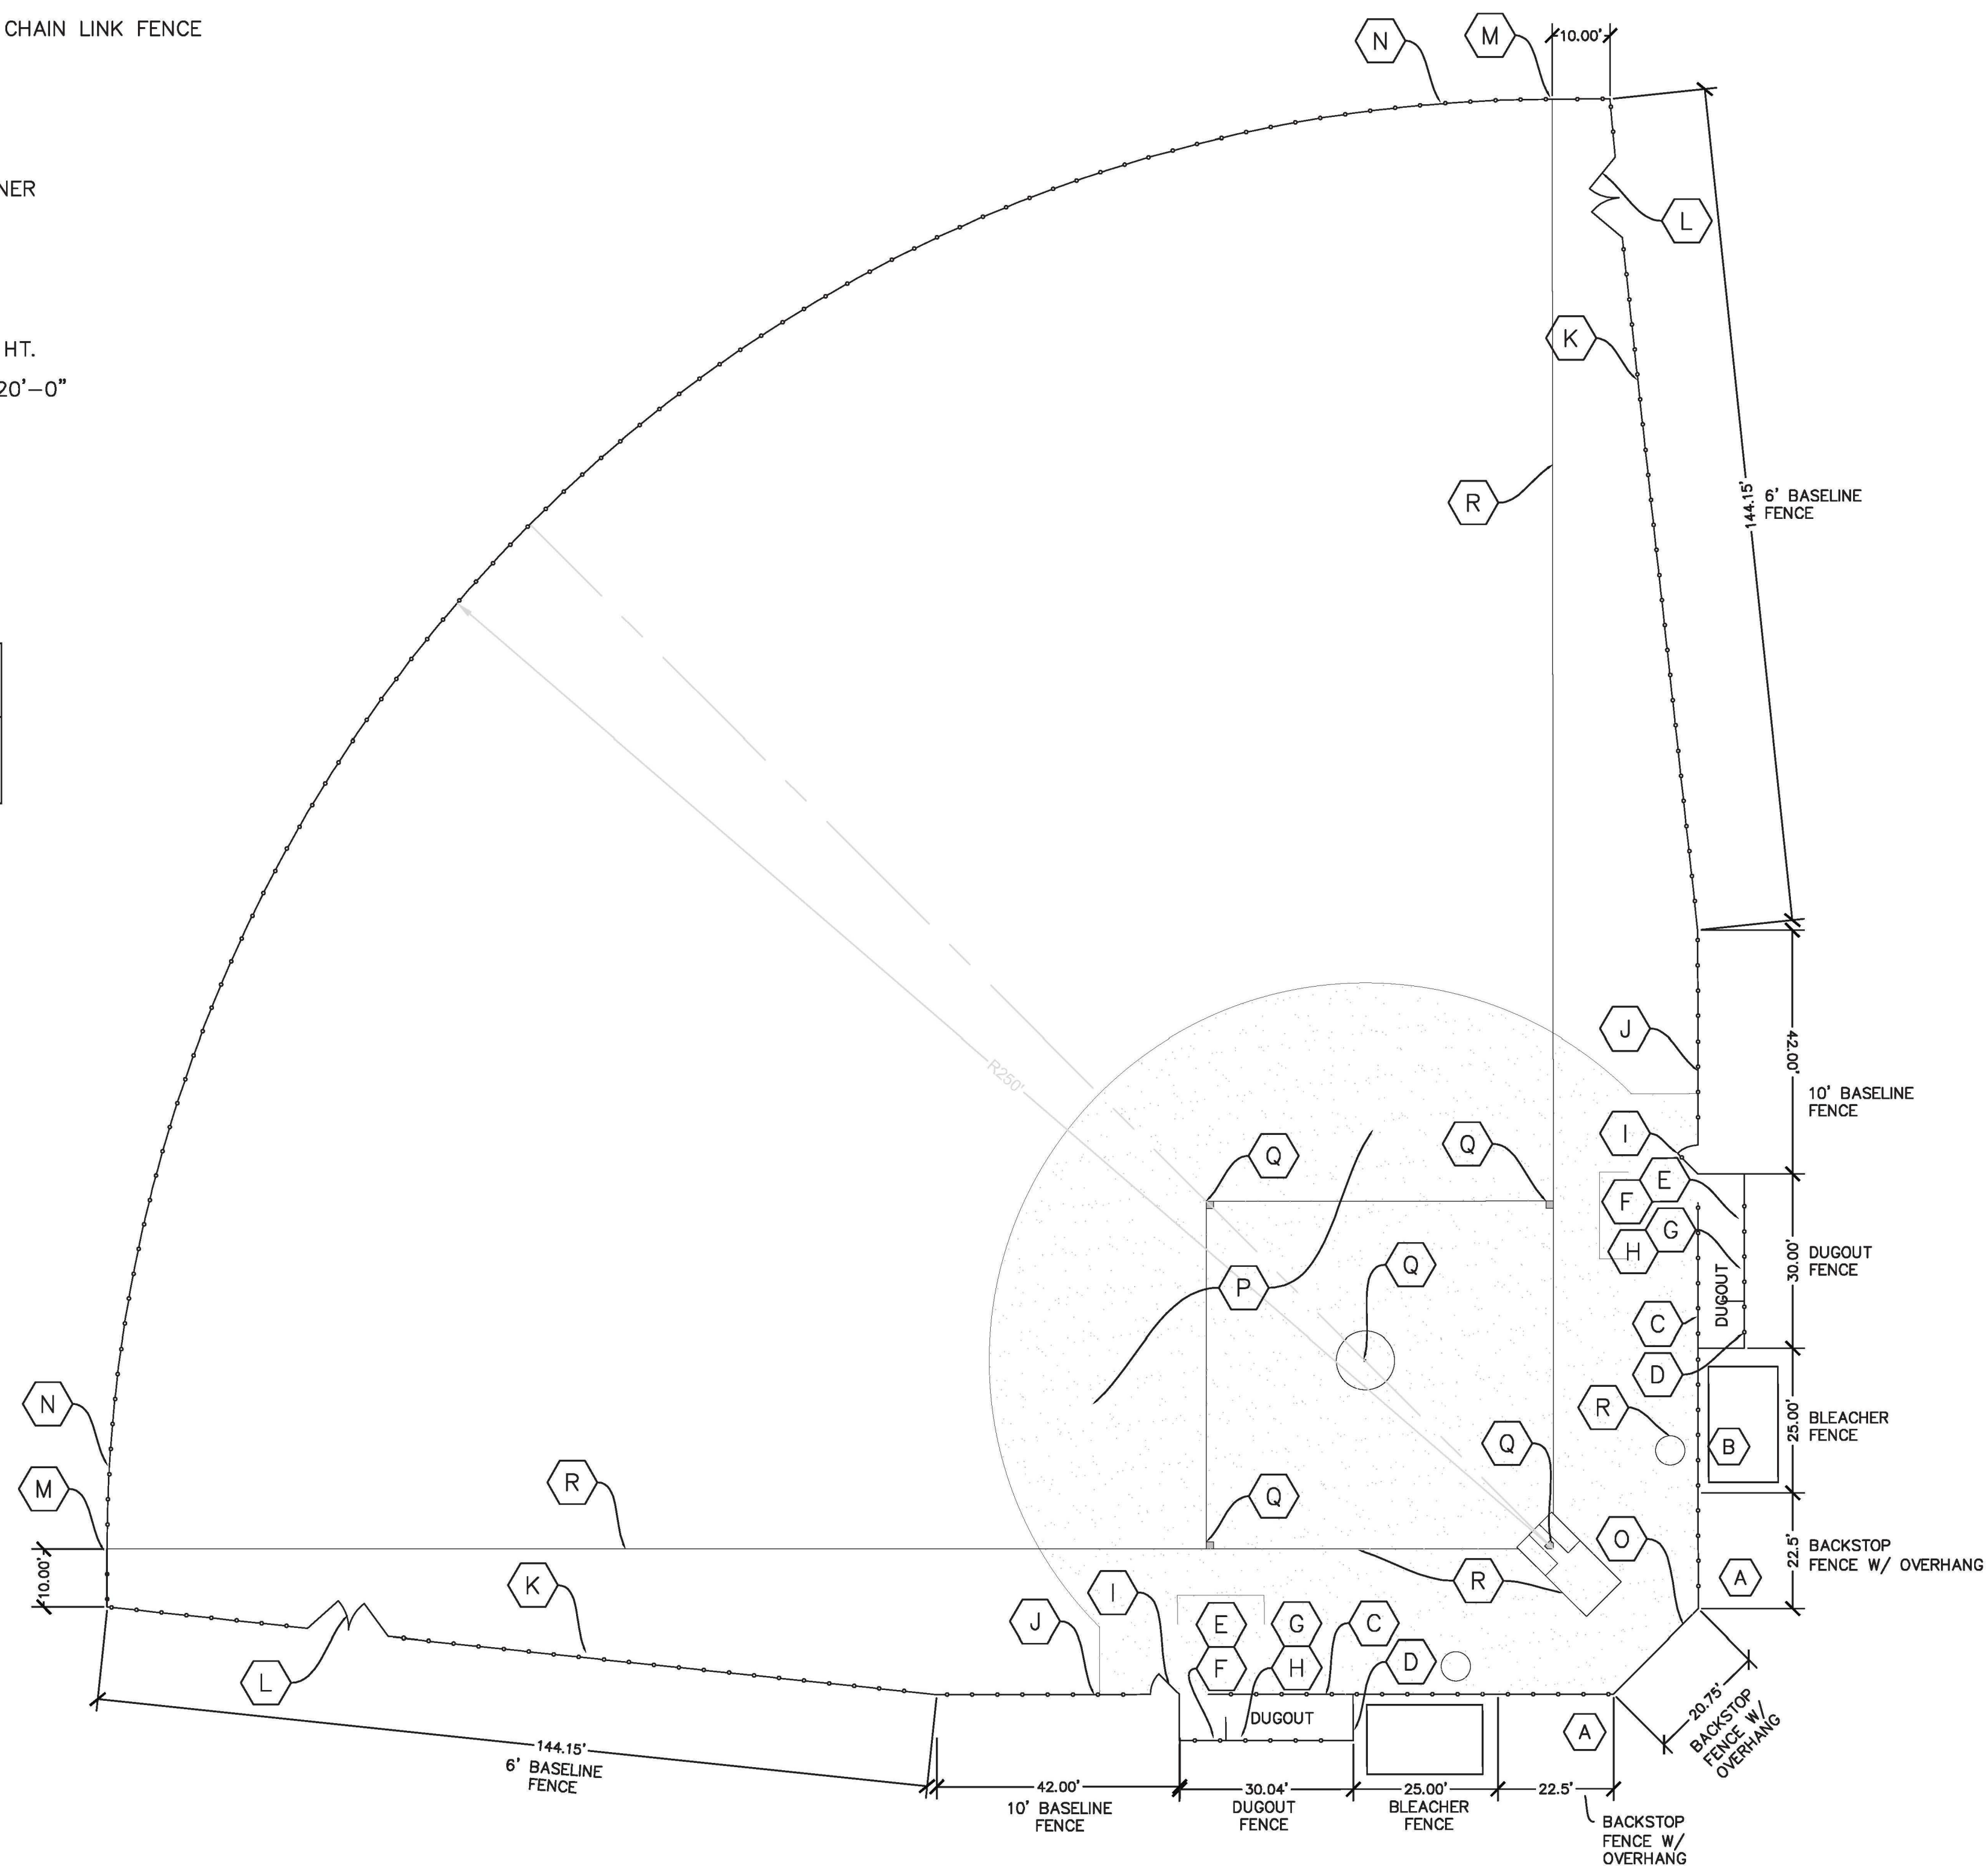 CHAIN LINK FENCE
N
M
10.00'
NER
L
HT.
20'–0"
K
R
144.15'
6' BASELINE
FENCE
R250'
J
42.00'
10' BASELINE
FENCE
I
Q
Q
E
F
G
H
30.00'
DUGOUT
FENCE
DUGOUT
Q
P
C
D
N
R
25.00'
BLEACHER
FENCE
B
Q
M
R
Q
O
22.5'
BACKSTOP
FENCE W/ OVERHANG
A
10.00'
K
R
I
J
E
G
C
F
H
D
L
DUGOUT
A
20.75'
BACKSTOP
FENCE W/
OVERHANG
144.15'
6' BASELINE
FENCE
42.00'
10' BASELINE
FENCE
30.04'
DUGOUT
FENCE
25.00'
BLEACHER
FENCE
22.5'
BACKSTOP
FENCE W/
OVERHANG